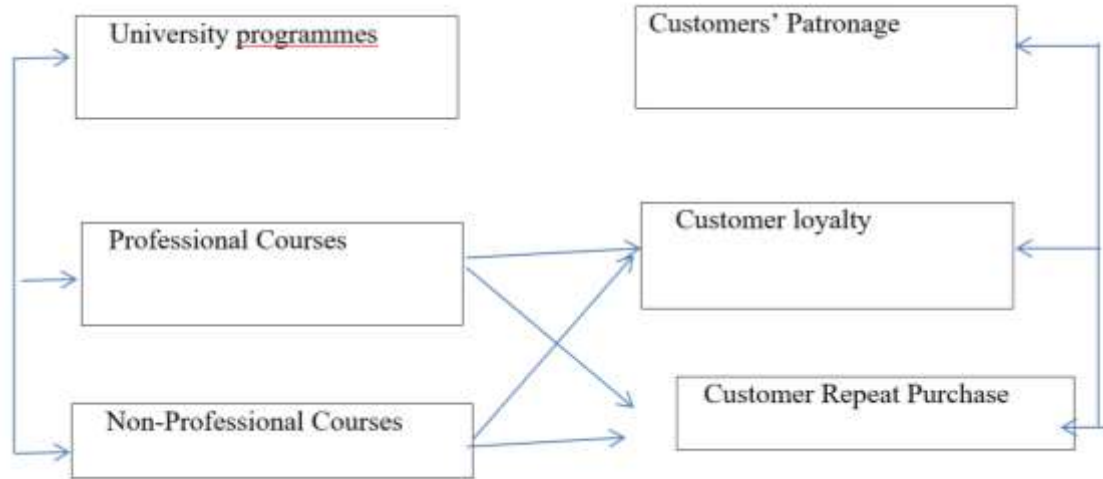 University programmes
Customers’ Patronage
Professional Courses
Customer loyalty
Non-Professional Courses
Customer Repeat Purchase